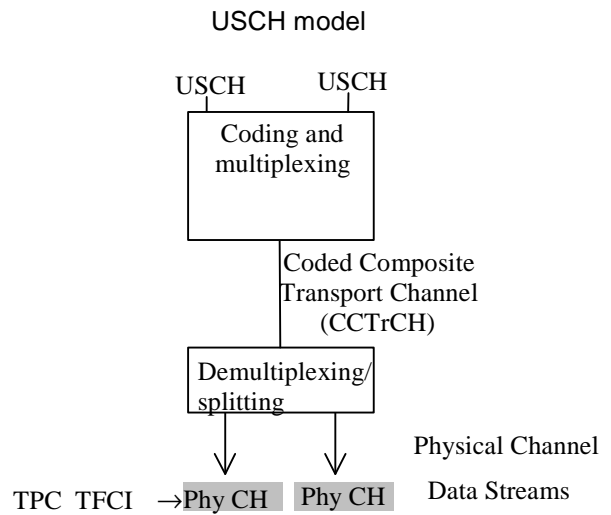 USCH model
USCH USCH
Coding and
multiplexing
Coded Composite
Transport Channel
(CCTrCH)
Demultiplexing/
splitting
Physical Channel
Data Streams
TPC TFCI →Phy CH Phy CH